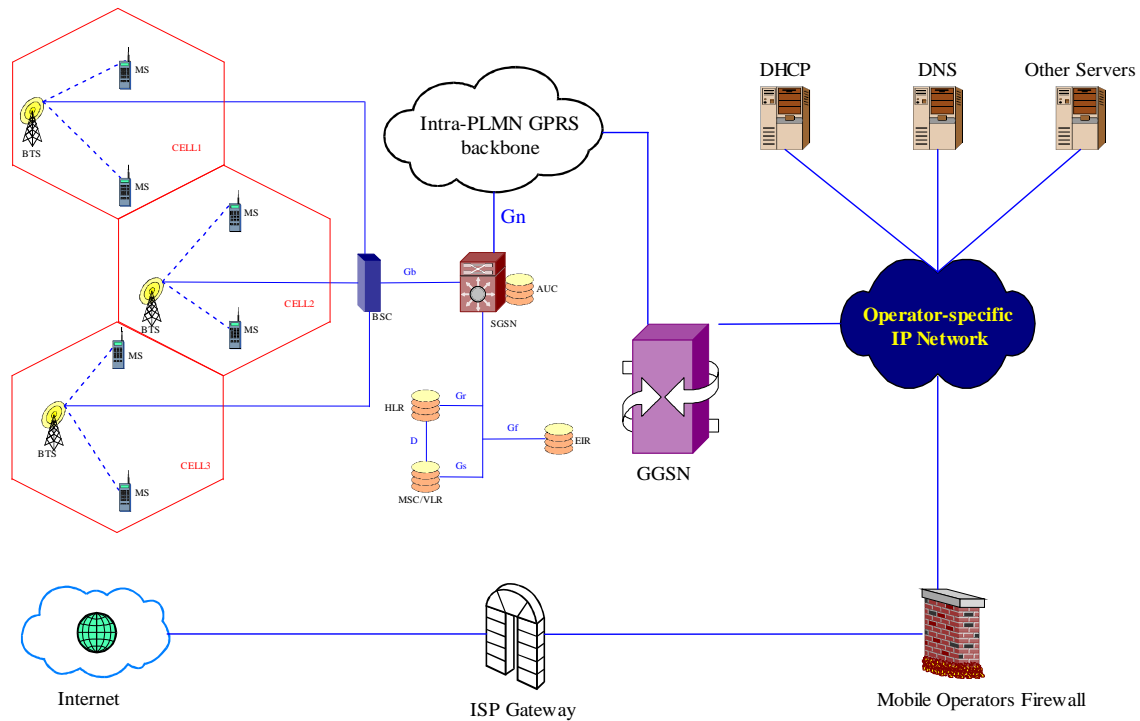 MS
BTS
CELL1
MS
MS
BTS
CELL2
MS
MS
BTS
CELL3
MS
BSC
Gb
Intra-PLMN GPRS
backbone
Gn
SGSN
AUC
HLR
Gr
D
Gf
EIR
Gs
MSC/VLR
GGSN
DHCP
DNS
Other Servers
Operator-specific
IP Network
Internet
ISP Gateway
Mobile Operators Firewall